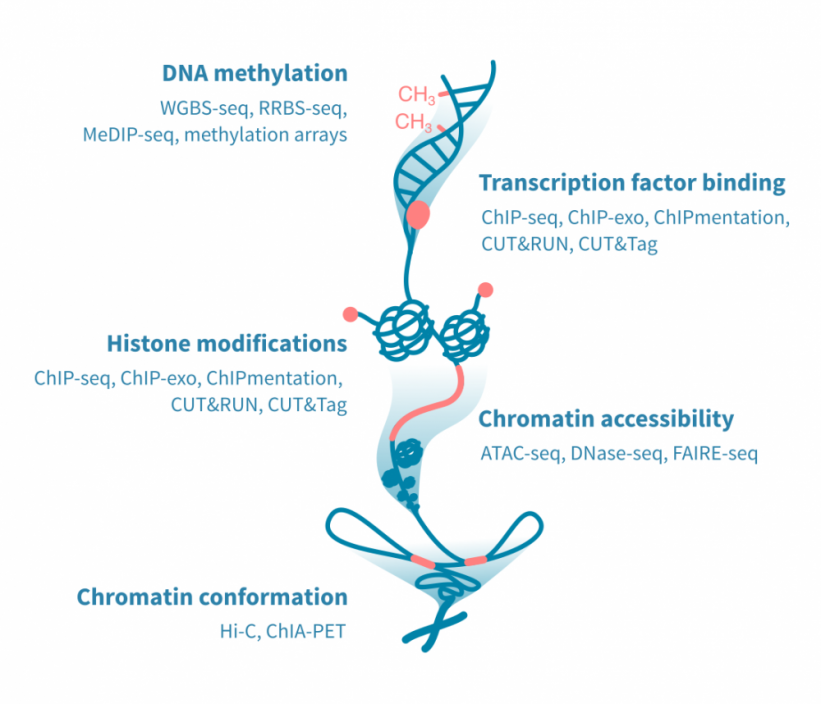 DNA methylation
WGBS-seq, RRBS-seq,
MeDIP-seq, methylation arrays
CH3
CH3
Transcription factor binding
ChIP-seq, ChIP-exo, ChIPmentation,
CUT&RUN, CUT&Tag
Histone modifications
ChIP-seq, ChIP-exo, ChIPmentation,
CUT&RUN, CUT&Tag
Chromatin accessibility
ATAC-seq, DNase-seq, FAIRE-seq
Chromatin conformation
Hi-C, ChIA-PET